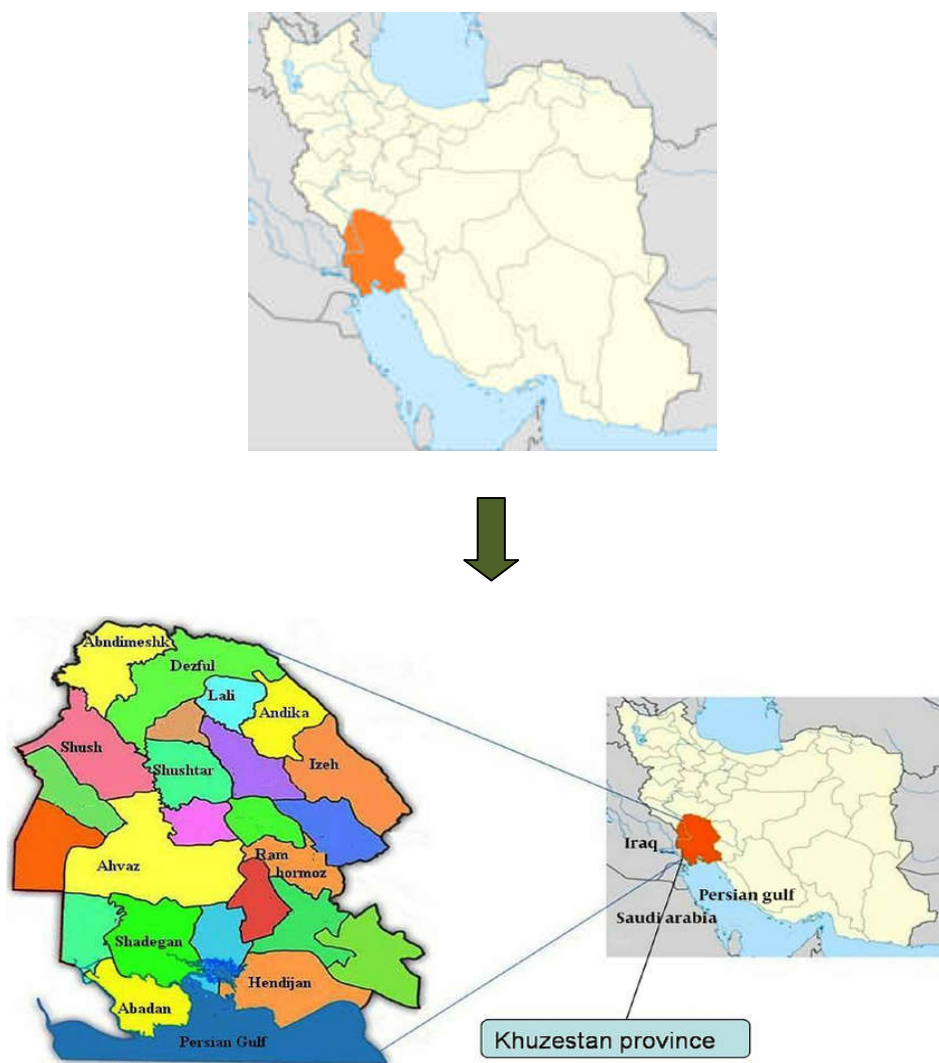 Abndimeshk
Dezful
Lali
Andika
Shush
Shushtar
Izeh
Ahvaz
Ram
hormoz
Shadegan
Hendijan
Abadan
Persian Gulf
Iraq
Persian gulf
Saudi arabia
Khuzestan province